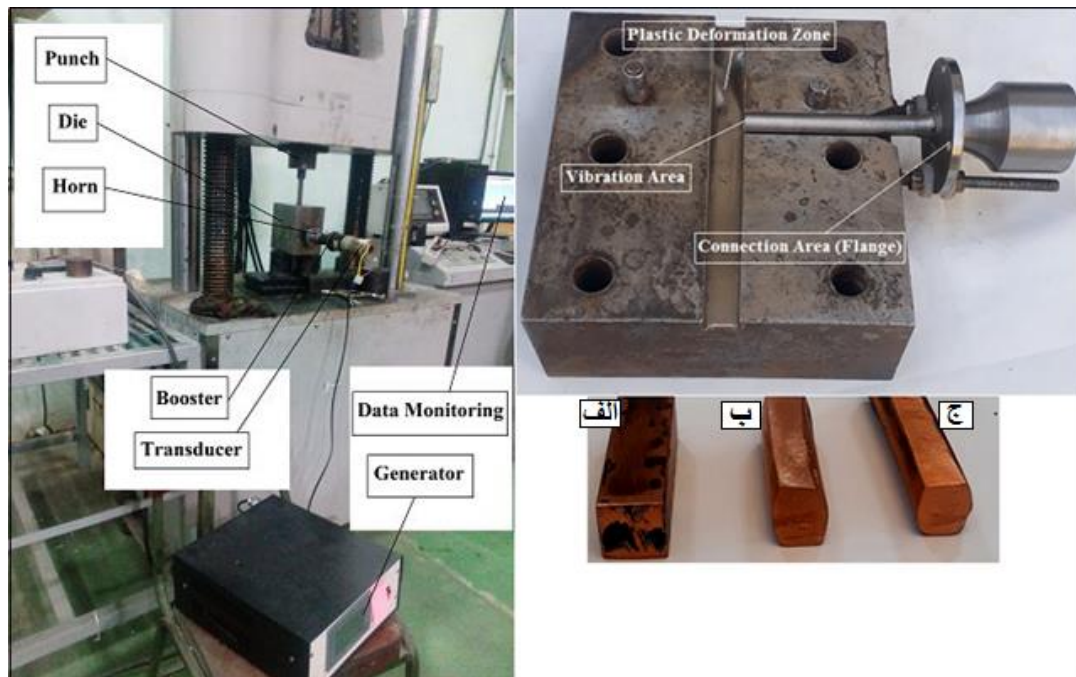 Punch
Die
Horn
Booster
Transducer
Data Monitoring
Generator
Plastic Deformation Zone
Vibration Area
Connection Area (Flange)
الف
ب
ج